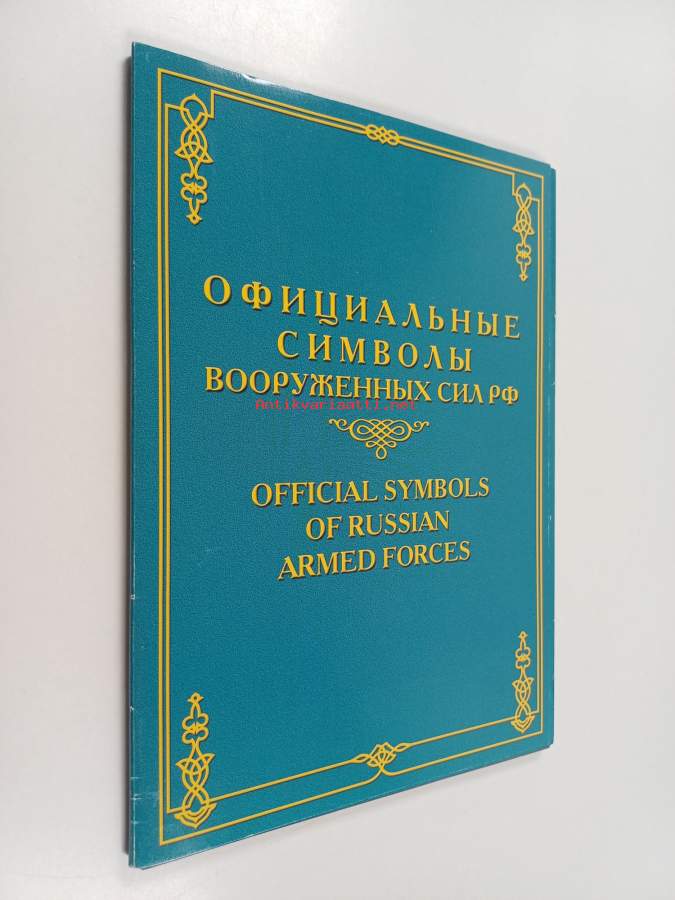 ОФИЦИАЛЬНЫЕ
СИМВОЛЫ
ВООРУЖЕННЫХ СИЛ РФ
Antikvariaatti.net
OFFICIAL SYMBOLS
OF RUSSIAN
ARMED FORCES